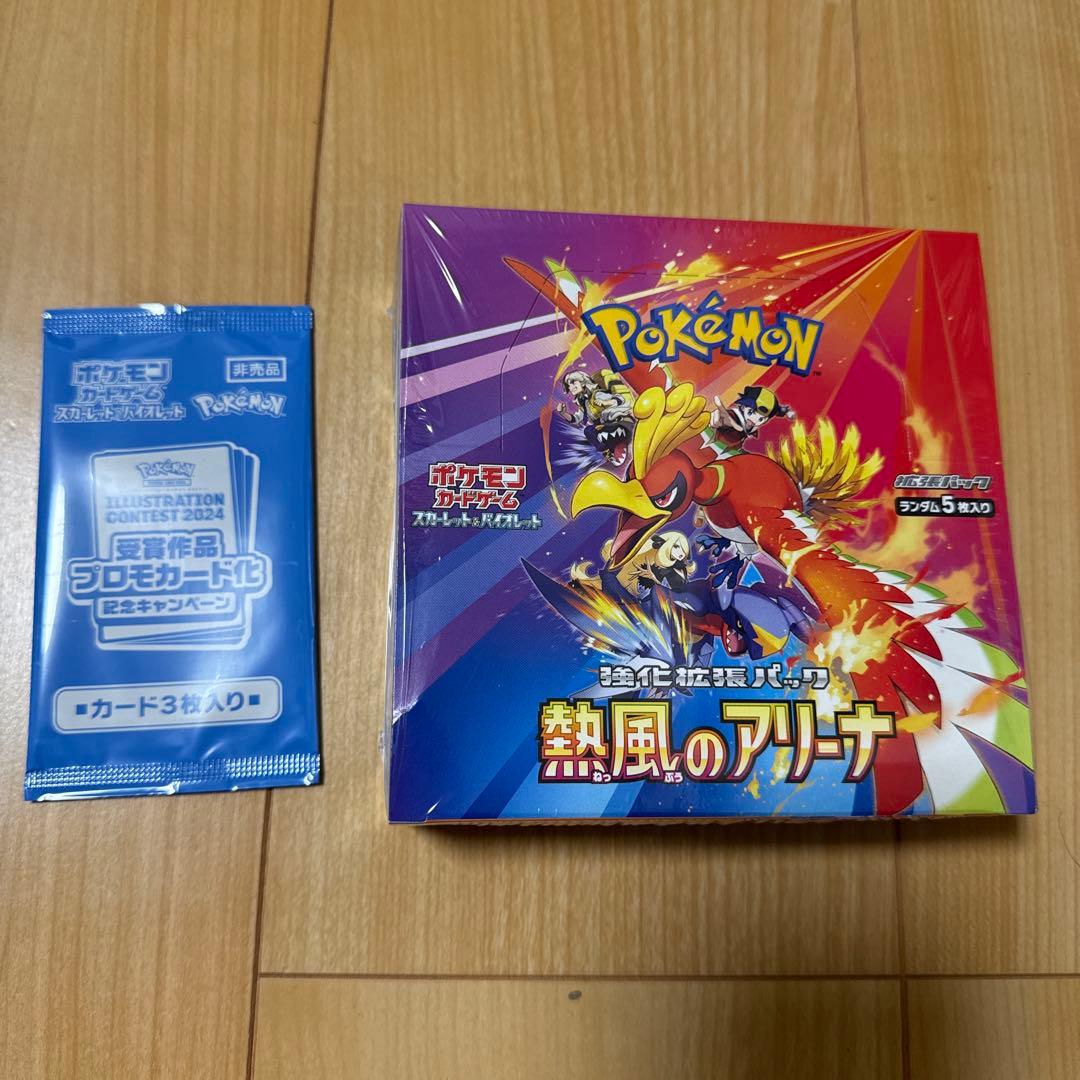 ポケモン
カードゲーム
スカーレット&バイオレット
非売品
POKÉMON
POKÉMON
ILLUSTRATION
CONTEST 2024
受賞作品
プロモカード化
記念キャンペーン
■カード3枚入り■
POKÉMON
TM
ポケモン
カードゲーム
スカーレット&バイオレット
拡張パック
ランダム5枚入り
強化拡張パック
熱風のアリーナ
ねっ ぷう